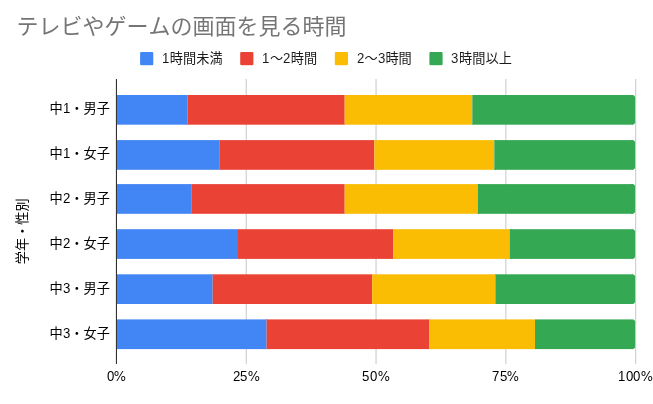 テレビやゲームの画面を見る時間
1時間未満 1〜2時間 2〜3時間 3時間以上
学年・性別
中1・男子
中1・女子
中2・男子
中2・女子
中3・男子
中3・女子
0% 25% 50% 75% 100%